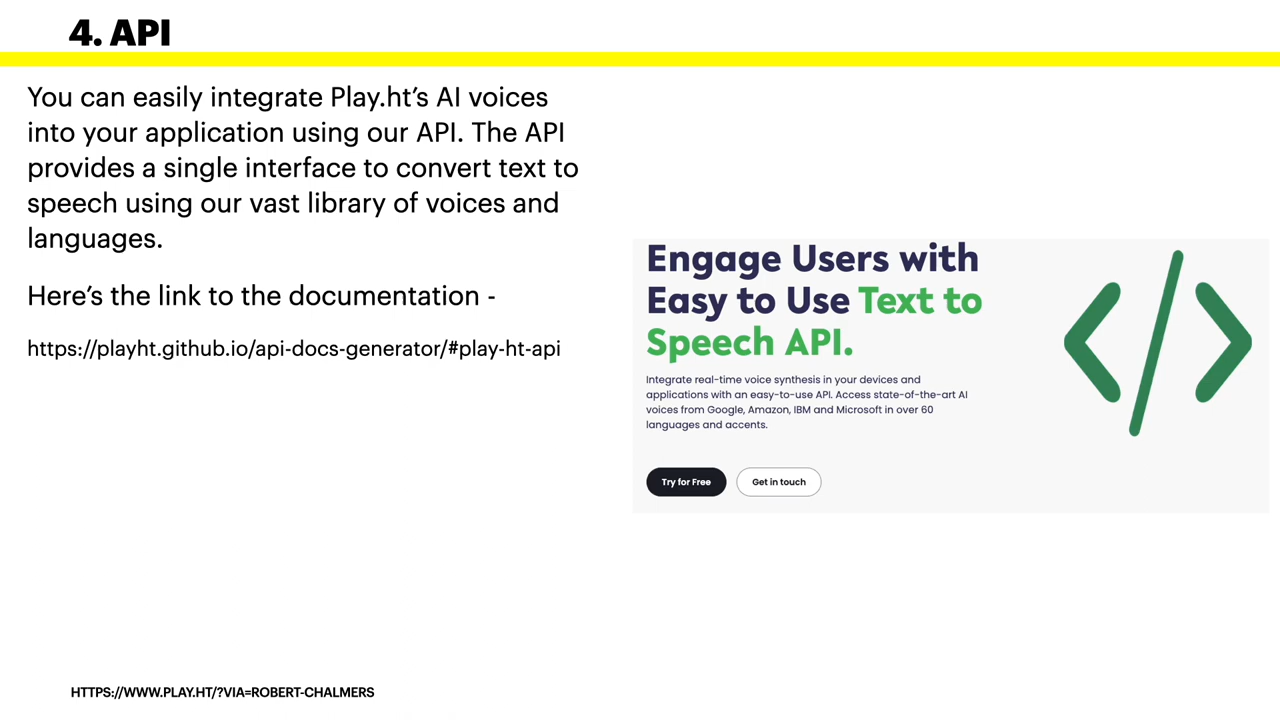 4. API
You can easily integrate Play.ht’s AI voices
into your application using our API. The API
provides a single interface to convert text to
speech using our vast library of voices and
languages.
Here’s the link to the documentation -
https://playht.github.io/api-docs-generator/#play-ht-api
Engage Users with
Easy to Use Text to
Speech API.
Integrate real-time voice synthesis in your devices and
applications with an easy-to-use API. Access state-of-the-art AI
voices from Google, Amazon, IBM and Microsoft in over 60
languages and accents.
Try for Free
Get in touch
HTTPS://WWW.PLAY.HT/?VIA=ROBERT-CHALMERS